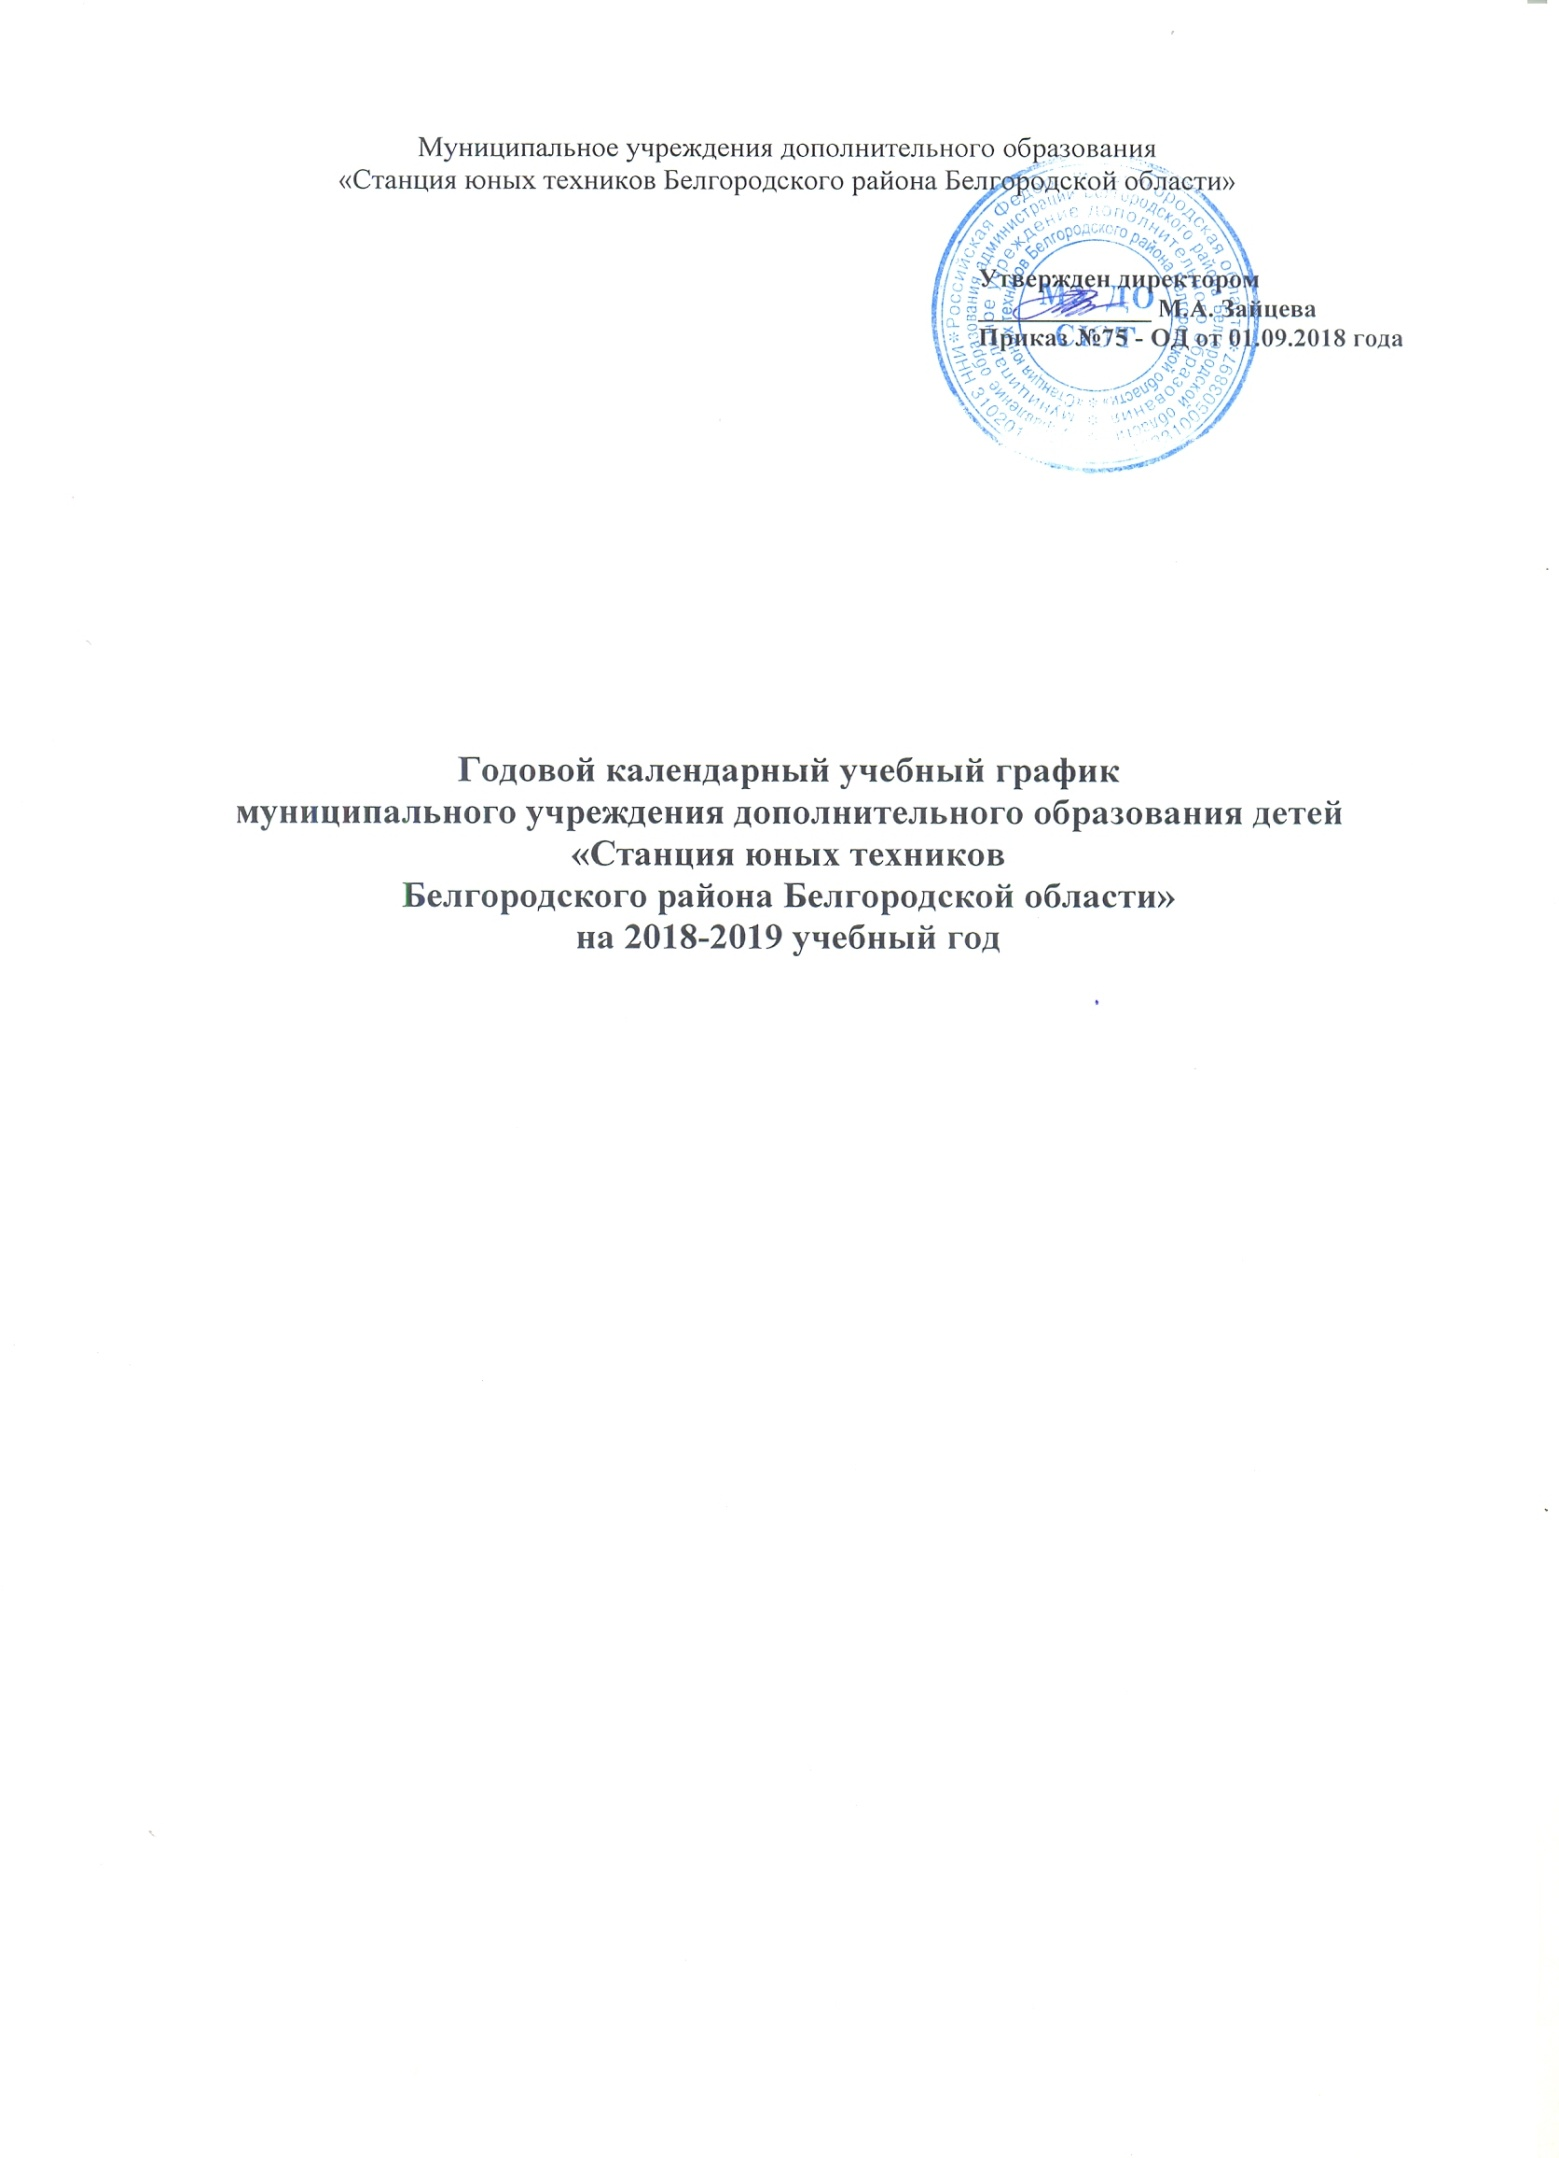 Муниципальное учреждения дополнительного образования
«Станция юных техников Белгородского района Белгородской области»
Утвержден директором
М.А. Зайцева
Приказ №75 - ОД от 01.09.2018 года
Годовой календарный учебный график
муниципального учреждения дополнительного образования детей
«Станция юных техников
Белгородского района Белгородской области»
на 2018-2019 учебный год